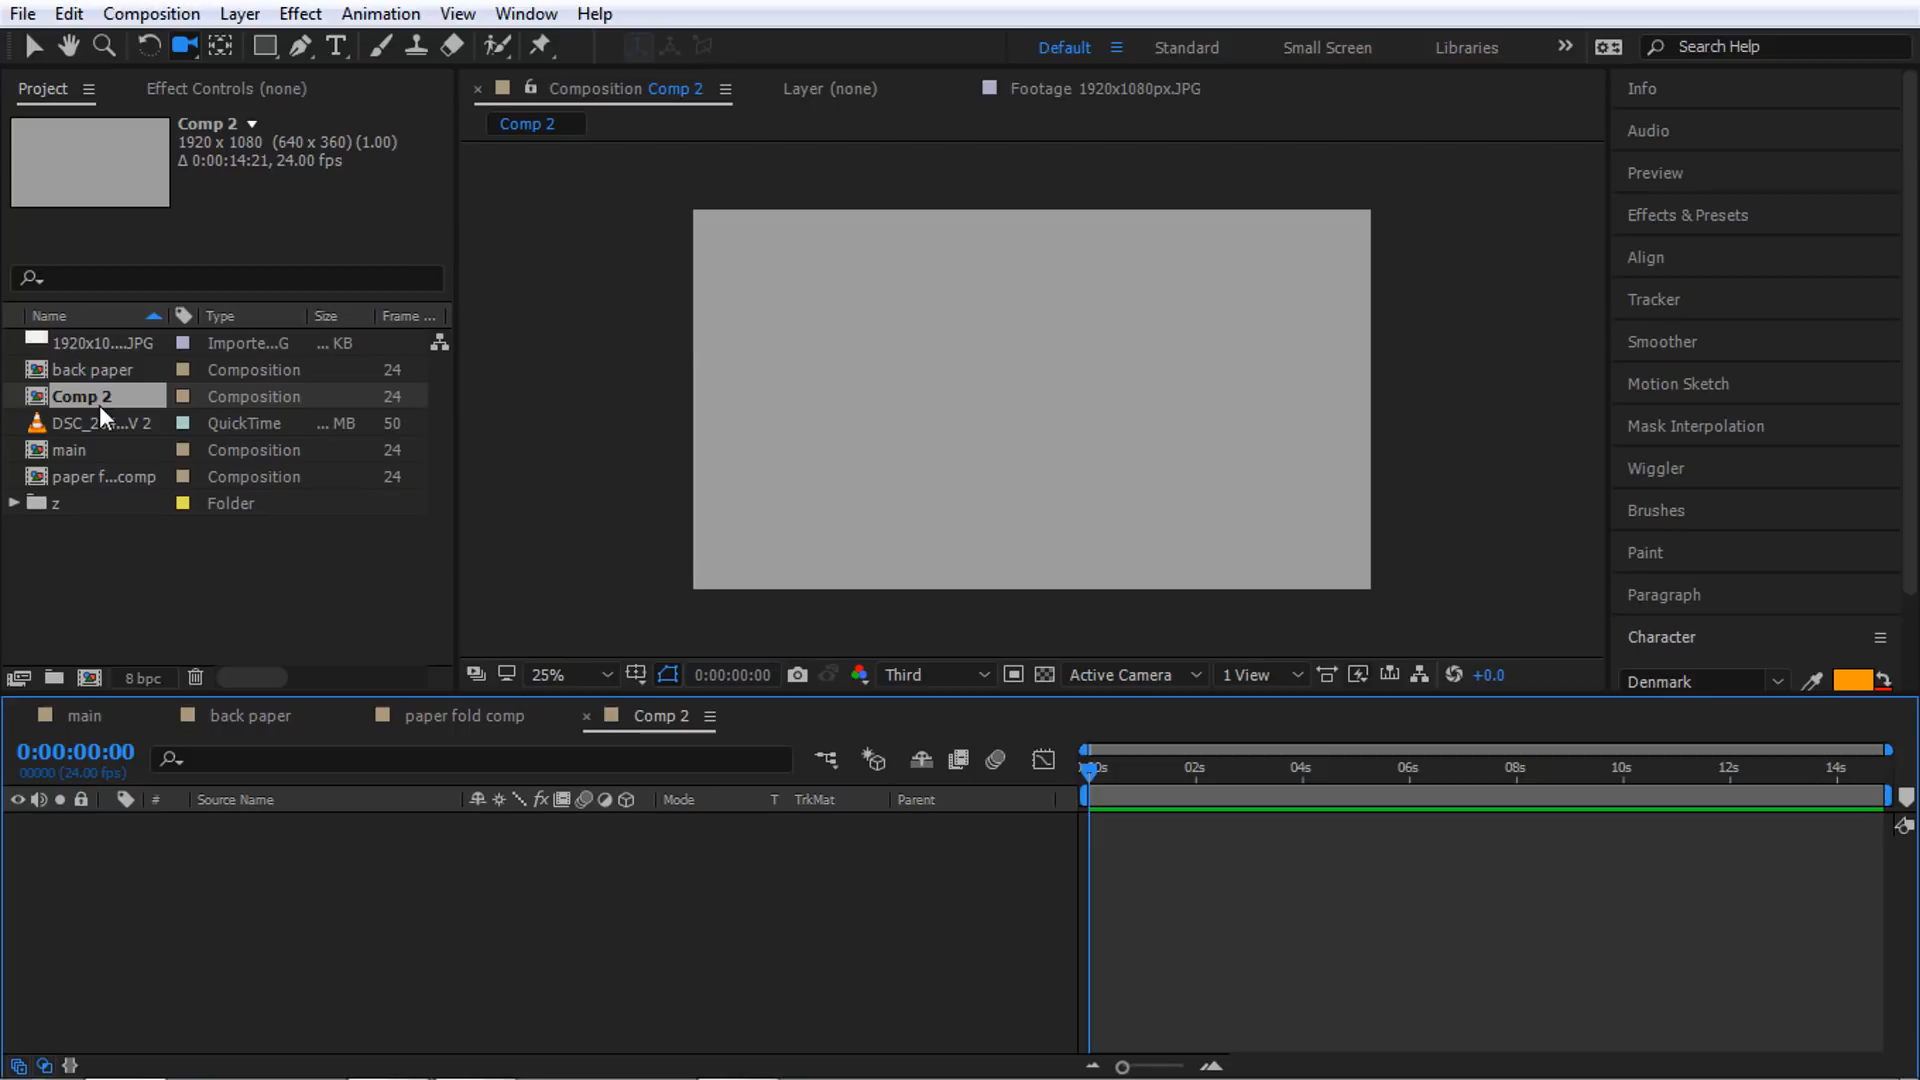 File Edit Composition Layer Effect Animation View Window Help
Default Standard Small Screen Libraries Search Help
Project Effect Controls (none)
Composition Comp 2 Layer (none) Footage 1920x1080px.JPG
Comp 2
Comp 2
1920 x 1080 (640 x 360) (1.00)
Δ 0:00:14:21, 24.00 fps
Name Type Size Frame ...
1920x10....JPG Importe...G ... KB
back paper Composition 24
Comp 2 Composition 24
DSC_2...V 2 QuickTime ... MB 50
main Composition 24
paper f...comp Composition 24
z Folder
8 bpc
25% 0:00:00:00 Third Active Camera 1 View +0.0
Info
Audio
Preview
Effects & Presets
Align
Tracker
Smoother
Motion Sketch
Mask Interpolation
Wiggler
Brushes
Paint
Paragraph
Character
Denmark
main back paper paper fold comp Comp 2
0:00:00:00
00000 (24.00 fps)
02s 04s 06s 08s 10s 12s 14s
# Source Name fx Mode T TrkMat Parent